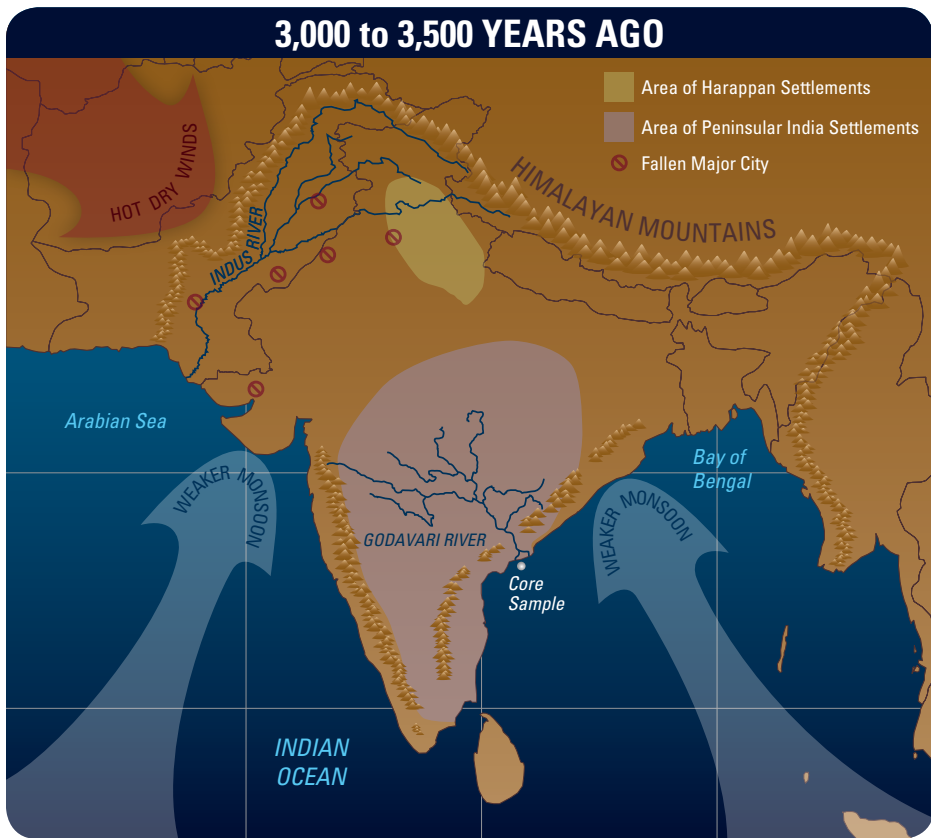 3,000 to 3,500 YEARS AGO
Area of Harappan Settlements
Area of Peninsular India Settlements
Fallen Major City
HOT DRY WINDS
HIMALAYAN MOUNTAINS
INDUS RIVER
Arabian Sea
Bay of
Bengal
WEAKER MONSOON
WEAKER MONSOON
GODAVARI RIVER
Core
Sample
INDIAN
OCEAN